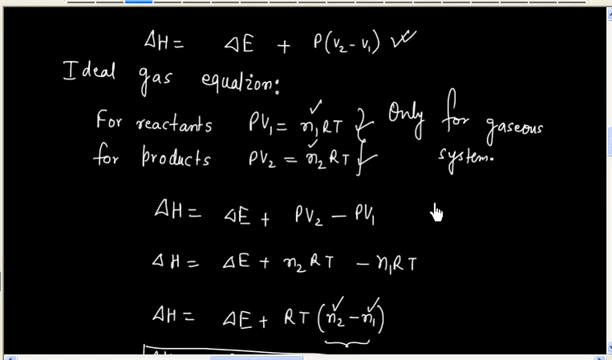 ΔH = ΔE + P(V₂ - V₁) ✓
Ideal gas equation:
For reactants PV₁ = n₁RT } Only for gaseous
for products PV₂ = n₂RT } system.
ΔH = ΔE + PV₂ - PV₁
ΔH = ΔE + n₂RT - n₁RT
ΔH = ΔE + RT (n₂ - n₁)